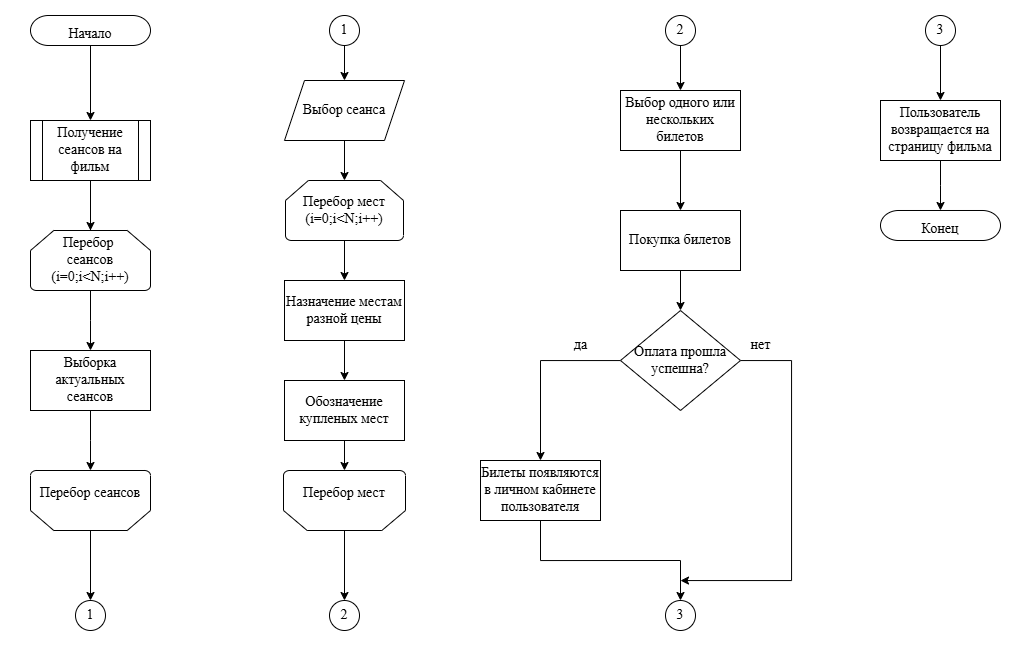 Начало
Получение
сеансов на
фильм
Перебор
сеансов
(i=0;i<N;i++)
Выборка
актуальных
сеансов
Перебор сеансов
1
1
Выбор сеанса
Перебор мест
(i=0;i<N;i++)
Назначение местам
разной цены
Обозначение
купленых мест
Перебор мест
2
2
Выбор одного или
нескольких
билетов
Покупка билетов
Оплата прошла
успешна?
да
нет
Билеты появляются
в личном кабинете
пользователя
3
3
Пользователь
возвращается на
страницу фильма
Конец